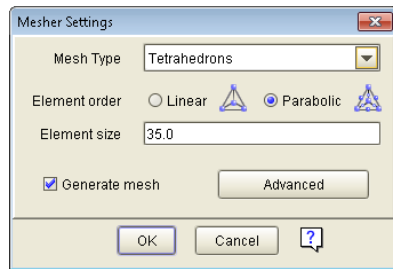 Mesher Settings
Mesh Type Tetrahedrons
Element order Linear Parabolic
Element size 35.0
Generate mesh Advanced
OK Cancel ?